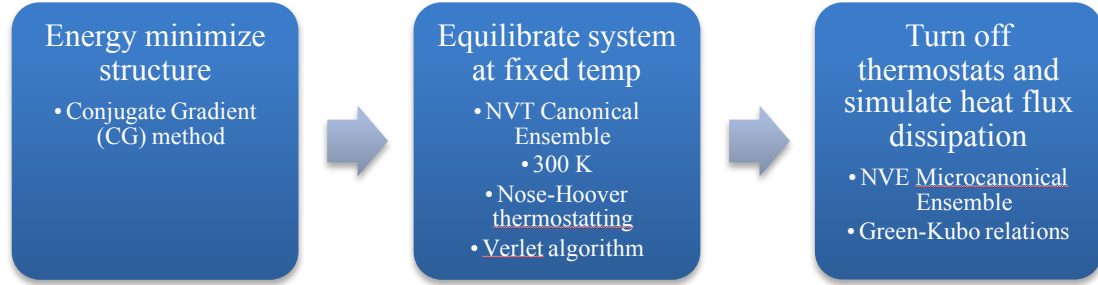 Energy minimize
structure
• Conjugate Gradient
(CG) method
Equilibrate system
at fixed temp
• NVT Canonical
Ensemble
• 300 K
• Nose-Hoover
thermostatting
• Verlet algorithm
Turn off
thermostats and
simulate heat flux
dissipation
• NVE Microcanonical
Ensemble
• Green-Kubo relations